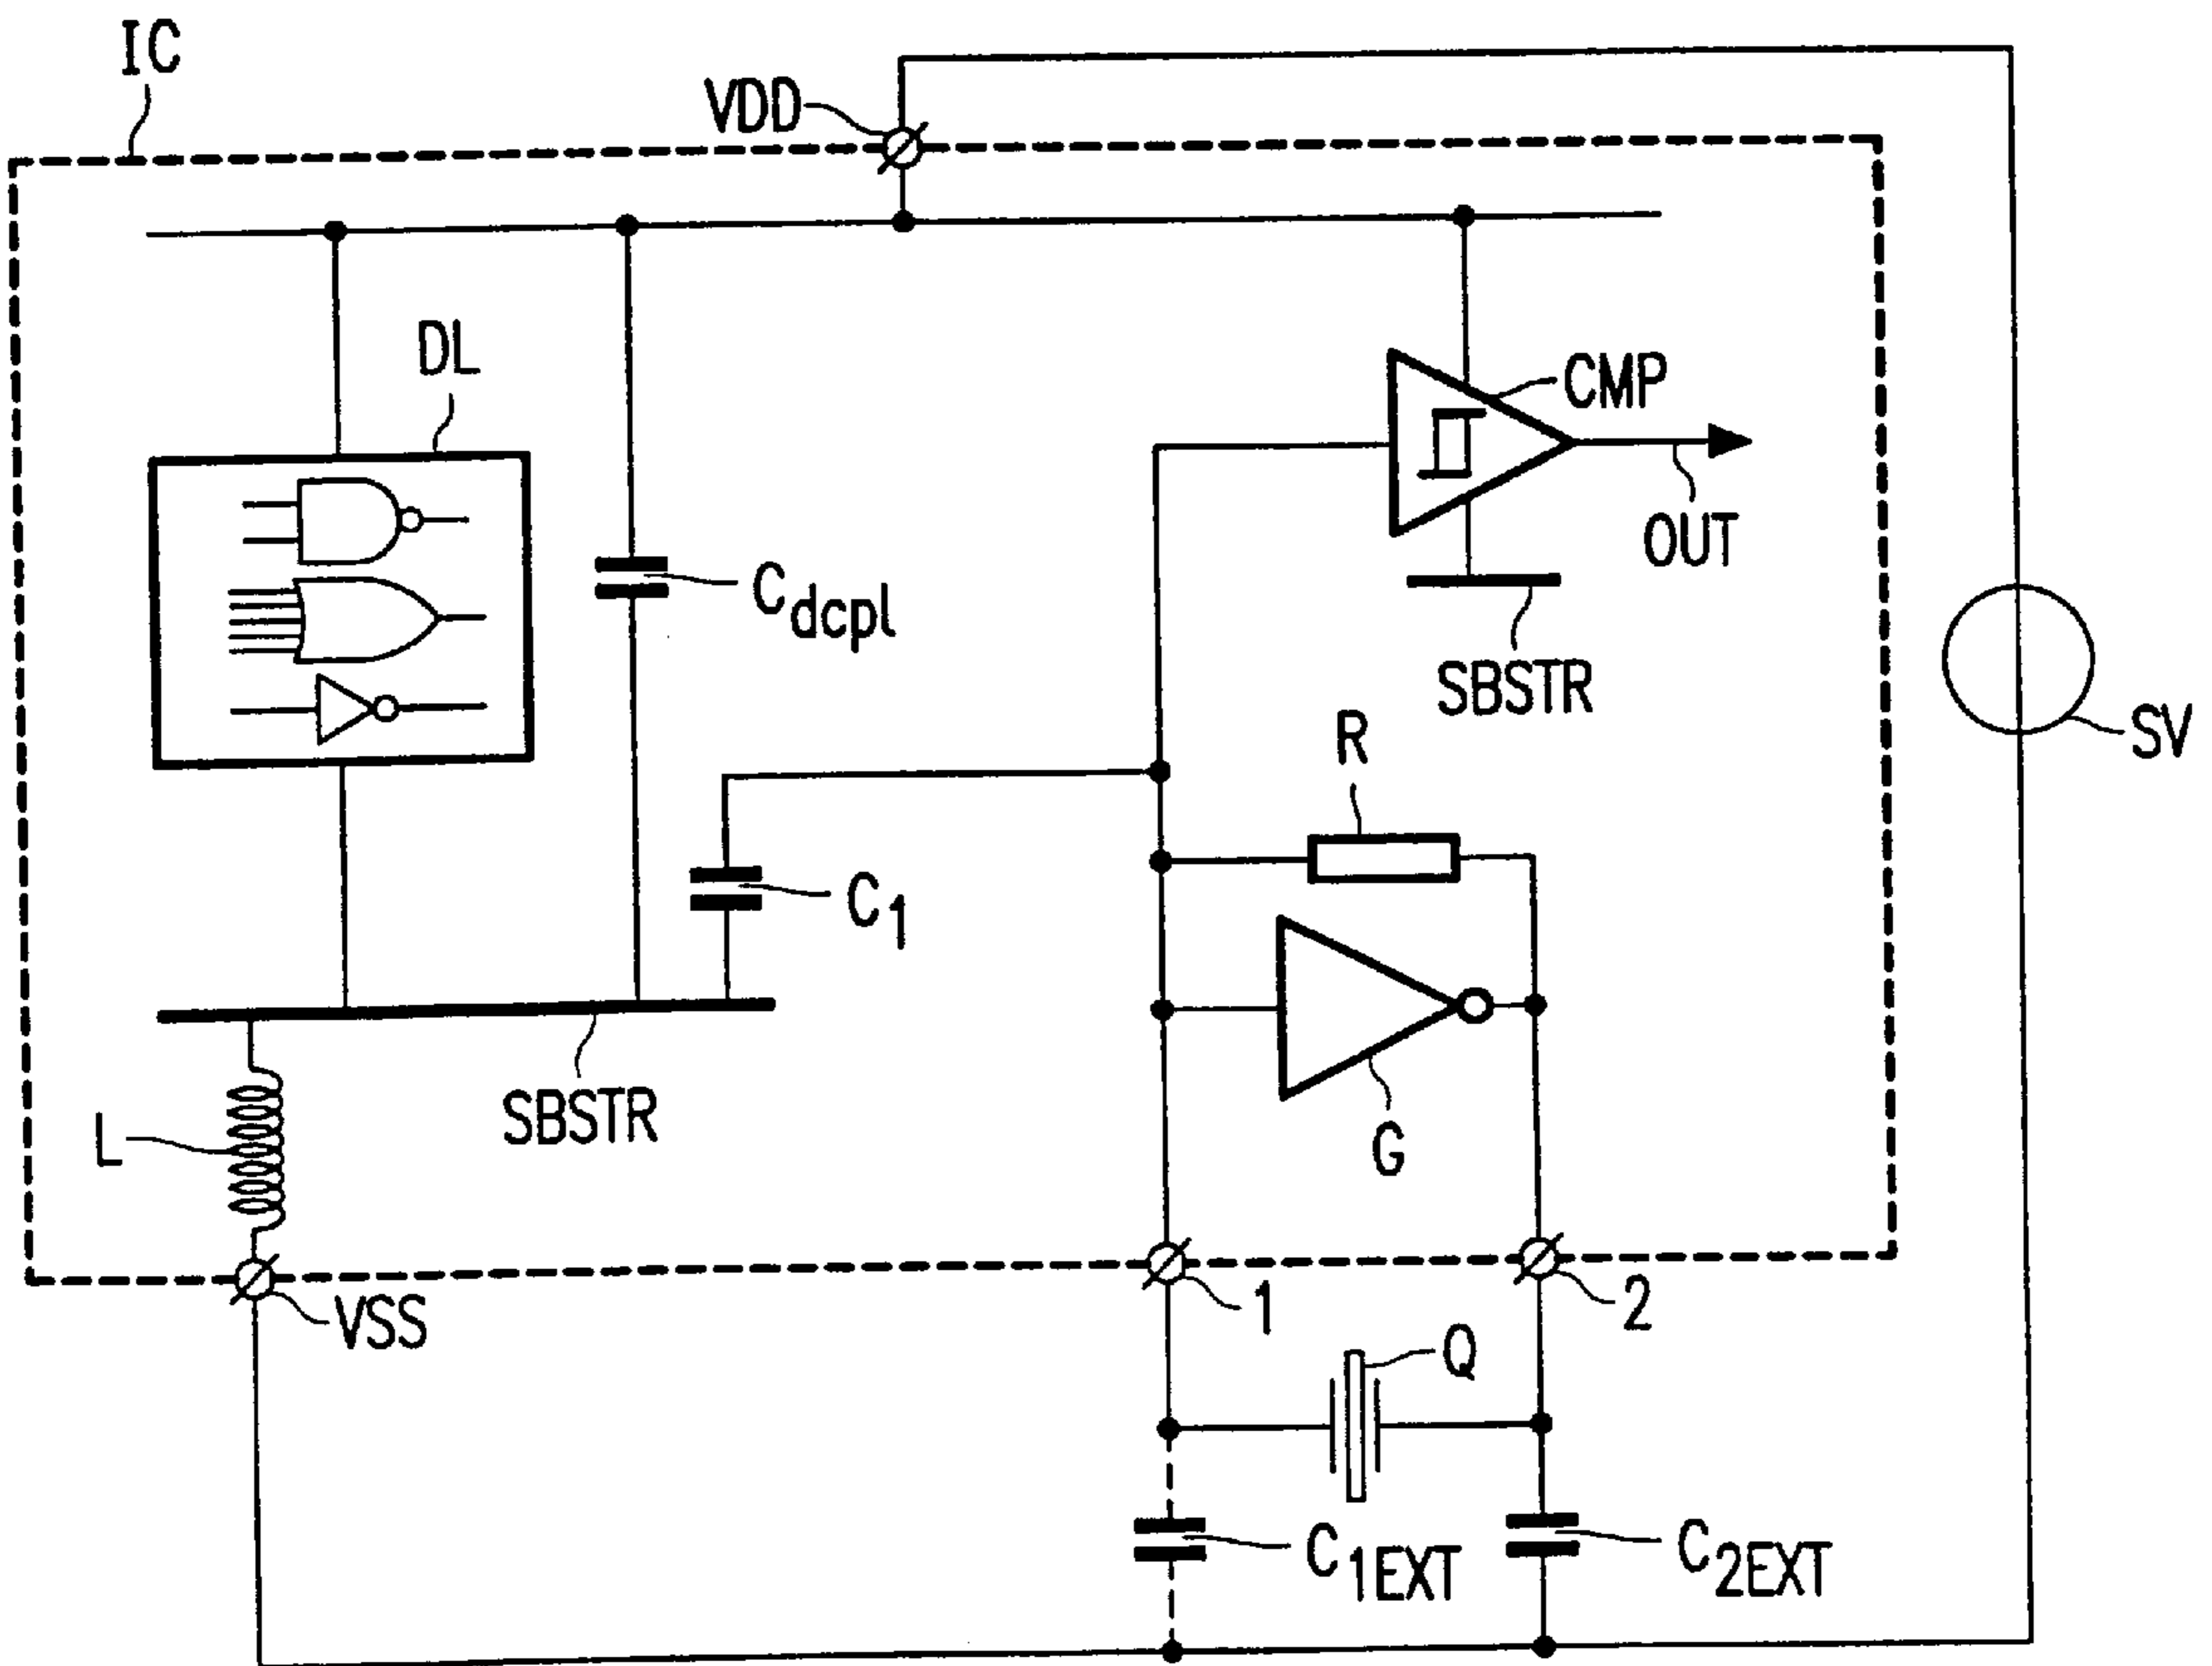 IC
VDD
DL
CMP
OUT
Cdcpl
SBSTR
SV
R
C1
G
SBSTR
L
VSS
1
2
Q
C1EXT
C2EXT